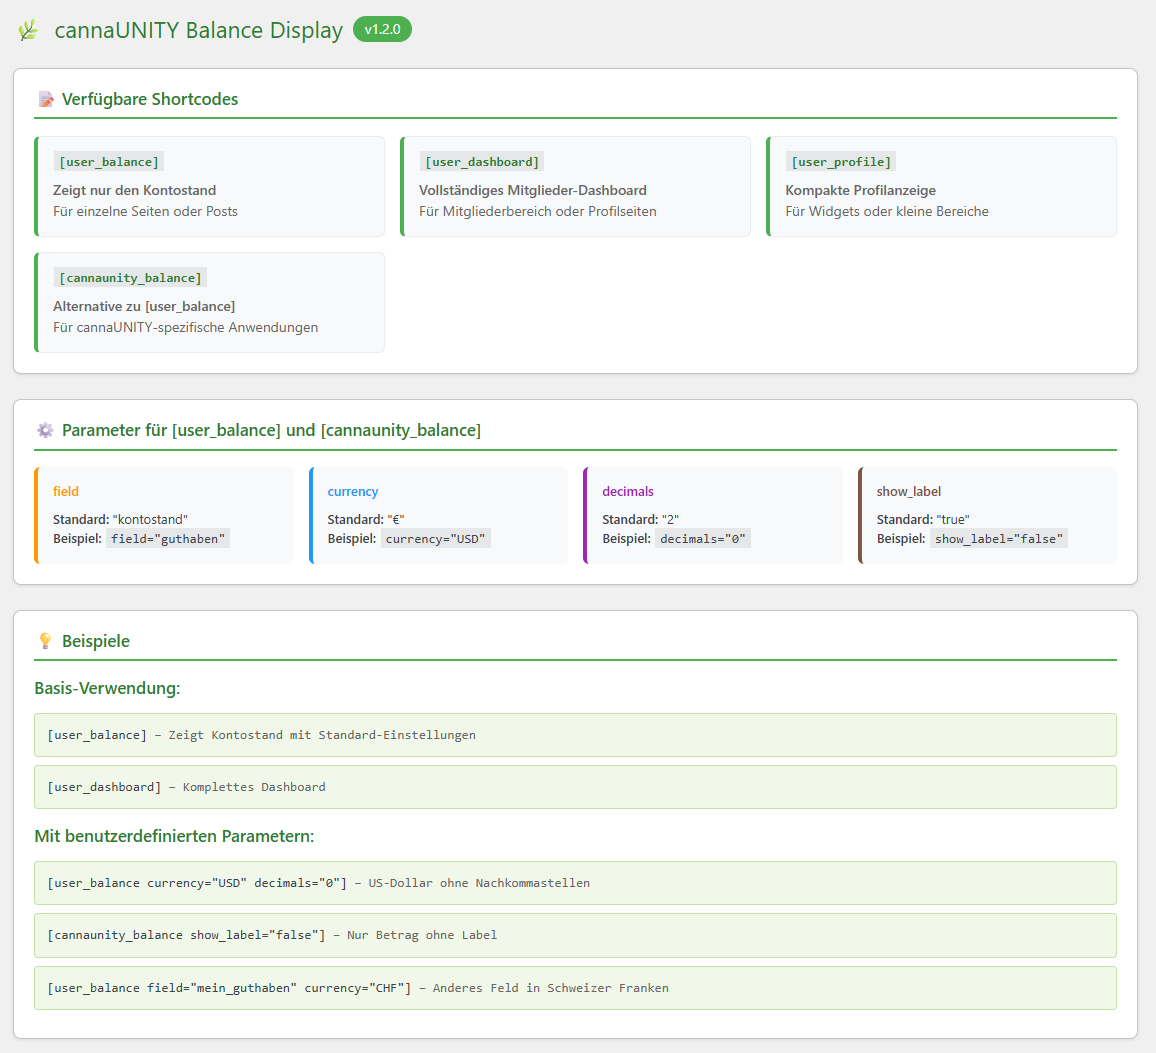 cannaUNITY Balance Display v1.2.0
Verfügbare Shortcodes
[user_balance]
Zeigt nur den Kontostand
Für einzelne Seiten oder Posts
[user_dashboard]
Vollständiges Mitglieder-Dashboard
Für Mitgliederbereich oder Profilseiten
[user_profile]
Kompakte Profilanzeige
Für Widgets oder kleine Bereiche
[cannaunity_balance]
Alternative zu [user_balance]
Für cannaUNITY-spezifische Anwendungen
Parameter für [user_balance] und [cannaunity_balance]
field
Standard: "kontostand"
Beispiel: field="guthaben"
currency
Standard: "€"
Beispiel: currency="USD"
decimals
Standard: "2"
Beispiel: decimals="0"
show_label
Standard: "true"
Beispiel: show_label="false"
Beispiele
Basis-Verwendung:
[user_balance] – Zeigt Kontostand mit Standard-Einstellungen
[user_dashboard] – Komplettes Dashboard
Mit benutzerdefinierten Parametern:
[user_balance currency="USD" decimals="0"] – US-Dollar ohne Nachkommastellen
[cannaunity_balance show_label="false"] – Nur Betrag ohne Label
[user_balance field="mein_guthaben" currency="CHF"] – Anderes Feld in Schweizer Franken